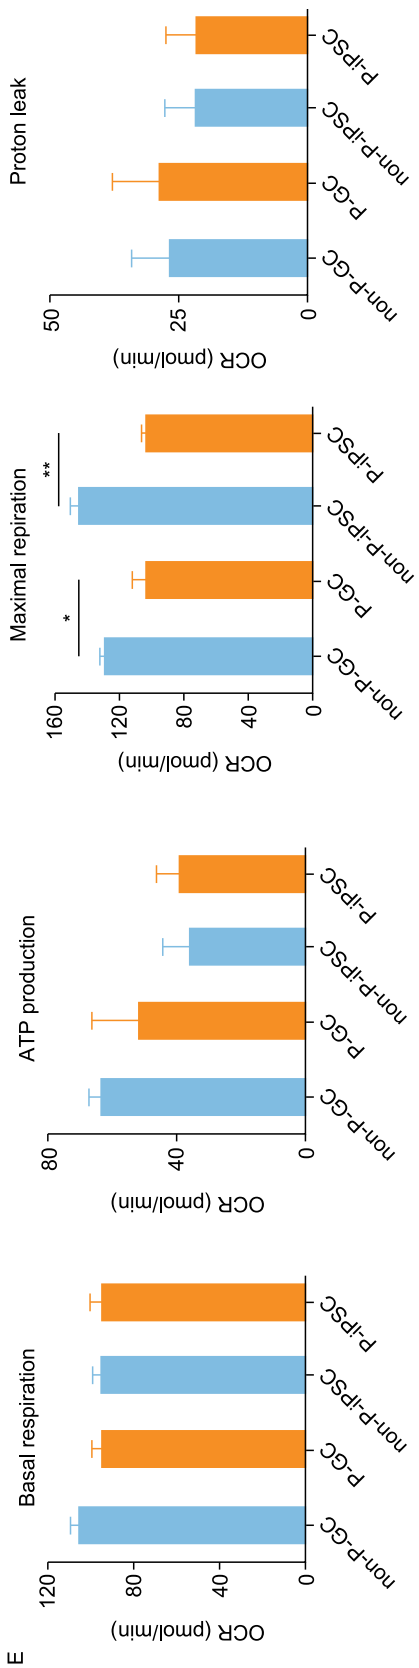 E
Basal respiration
OCR (pmol/min)
120
80
40
0
non-P-GC
P-GC
non-P-iPSC
P-iPSC
ATP production
OCR (pmol/min)
80
40
0
non-P-GC
P-GC
non-P-iPSC
P-iPSC
Maximal repiration
OCR (pmol/min)
160
120
80
40
0
*
**
non-P-GC
P-GC
non-P-iPSC
P-iPSC
Proton leak
OCR (pmol/min)
50
25
0
non-P-GC
P-GC
non-P-iPSC
P-iPSC